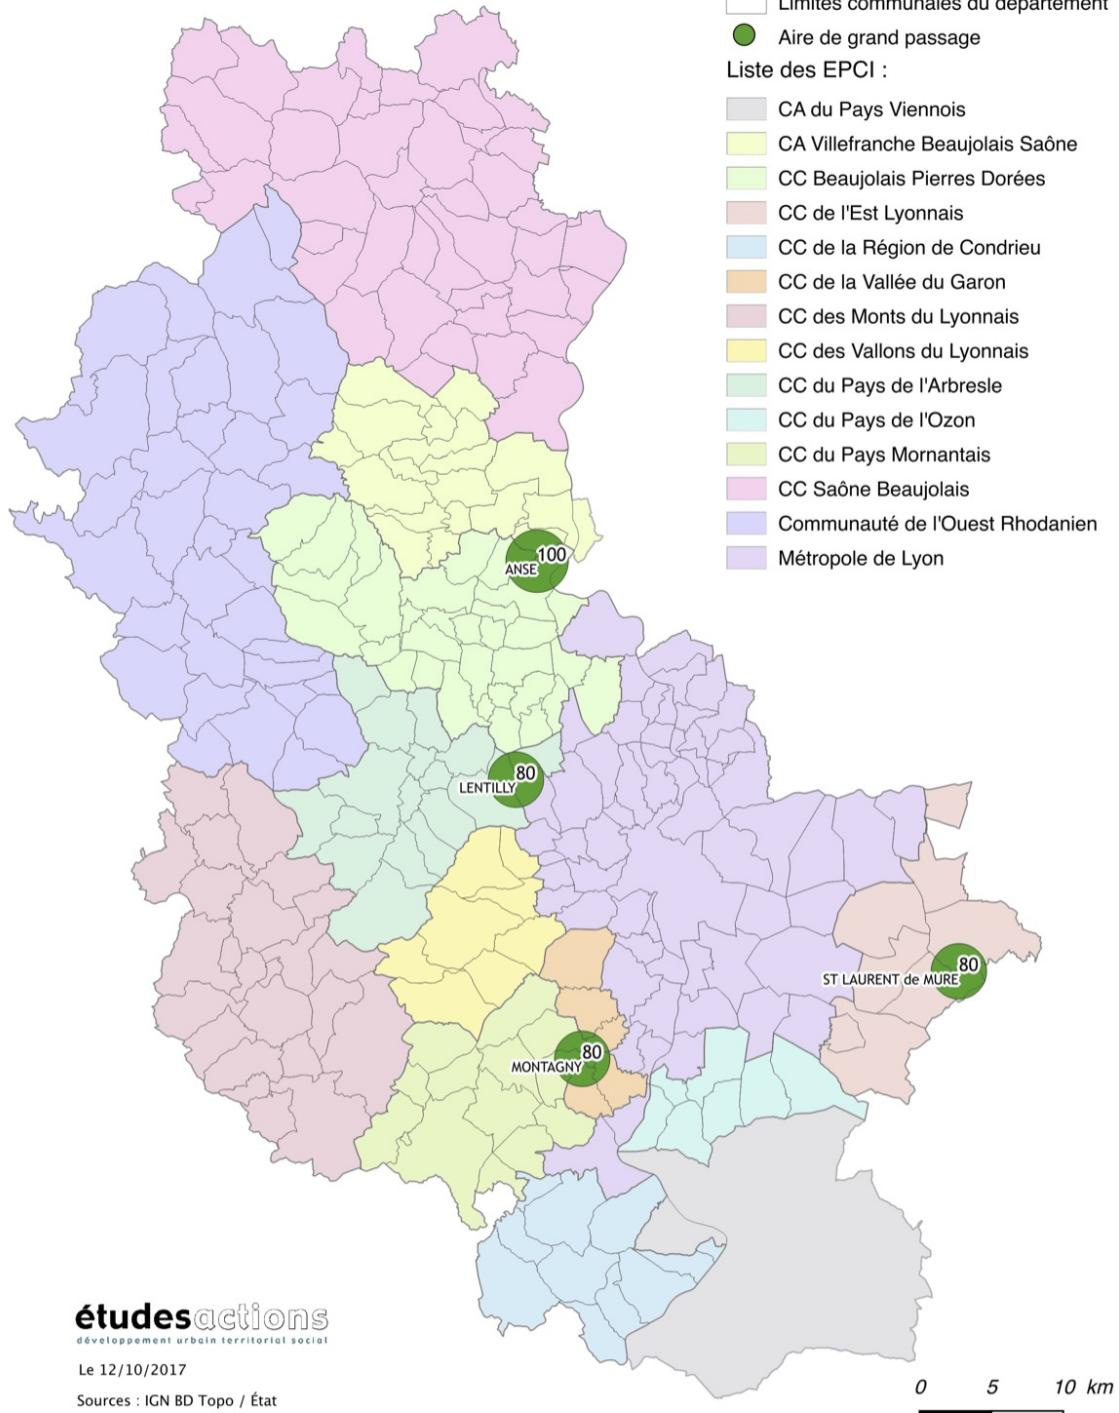 Limites communales du département
Aire de grand passage
Liste des EPCI :
CA du Pays Viennois
CA Villefranche Beaujolais Saône
CC Beaujolais Pierres Dorées
CC de l'Est Lyonnais
CC de la Région de Condrieu
CC de la Vallée du Garon
CC des Monts du Lyonnais
CC des Vallons du Lyonnais
CC du Pays de l'Arbresle
CC du Pays de l'Ozon
CC du Pays Mornantais
CC Saône Beaujolais
Communauté de l'Ouest Rhodanien
Métropole de Lyon
100
ANSE
80
LENTILLY
80
ST LAURENT de MURE
80
MONTAGNY
étudesactions
développement urbain territorial social
Le 12/10/2017
Sources : IGN BD Topo / État
0 5 10 km